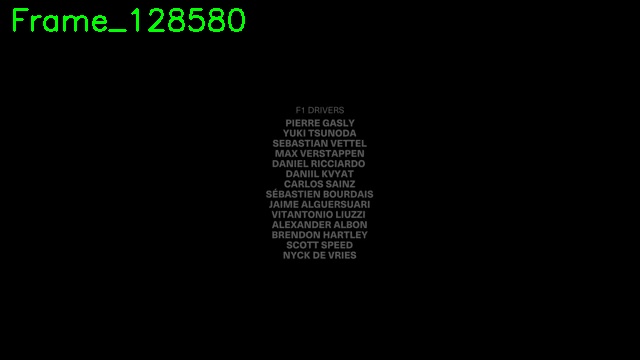 Frame_128580
F1 DRIVERS
PIERRE GASLY
YUKI TSUNODA
SEBASTIAN VETTEL
MAX VERSTAPPEN
DANIEL RICCIARDO
DANIIL KVYAT
CARLOS SAINZ
SÉBASTIEN BOURDAIS
JAIME ALGUERSUARI
VITANTONIO LIUZZI
ALEXANDER ALBON
BRENDON HARTLEY
SCOTT SPEED
NYCK DE VRIES